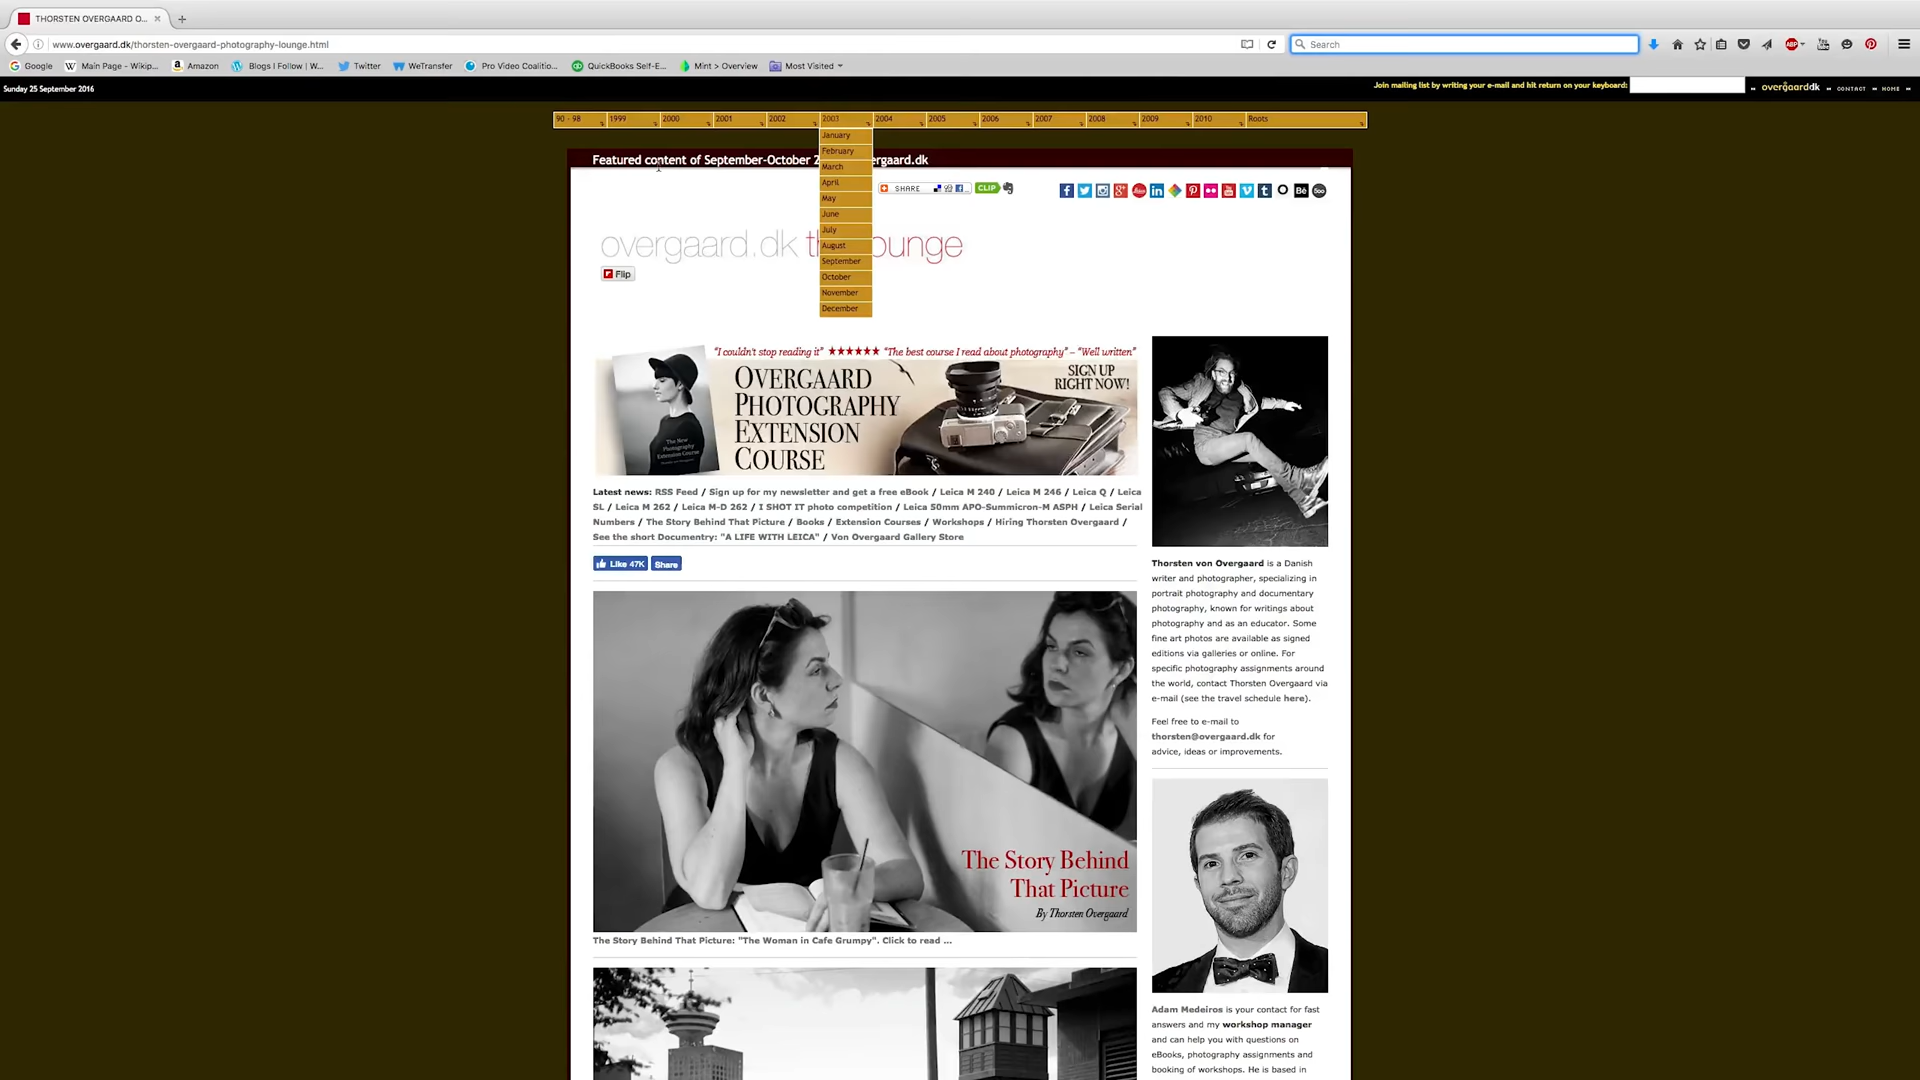 THORSTEN OVERGAARD O...
www.overgaard.dk/thorsten-overgaard-photography-lounge.html
Search
Google Main Page - Wikip... Amazon Blogs I Follow | W... Twitter WeTransfer Pro Video Coalitio... QuickBooks Self-E... Mint > Overview Most Visited
Sunday 25 September 2016
Join mailing list by writing your e-mail and hit return on your keyboard:
overgaarddk CONTACT HOME
90 - 98 1999 2000 2001 2002 2003 2004 2005 2006 2007 2008 2009 2010 Roots
January
February
March
April
May
June
July
August
September
October
November
December
Featured content of September-October 2 ergaard.dk
SHARE CLIP
overgaard.dk t ounge
Flip
"I couldn't stop reading it" ★★★★★★ "The best course I read about photography" – "Well written"
OVERGAARD
PHOTOGRAPHY
EXTENSION
COURSE
SIGN UP
RIGHT NOW!
The New
Photography
Extension Course
Latest news: RSS Feed / Sign up for my newsletter and get a free eBook / Leica M 240 / Leica M 246 / Leica Q / Leica
SL / Leica M 262 / Leica M-D 262 / I SHOT IT photo competition / Leica 50mm APO-Summicron-M ASPH / Leica Serial
Numbers / The Story Behind That Picture / Books / Extension Courses / Workshops / Hiring Thorsten Overgaard /
See the short Documentry: "A LIFE WITH LEICA" / Von Overgaard Gallery Store
Like 47K Share
The Story Behind
That Picture
By Thorsten Overgaard
The Story Behind That Picture: "The Woman in Cafe Grumpy". Click to read ...
Thorsten von Overgaard is a Danish
writer and photographer, specializing in
portrait photography and documentary
photography, known for writings about
photography and as an educator. Some
fine art photos are available as signed
editions via galleries or online. For
specific photography assignments around
the world, contact Thorsten Overgaard via
e-mail (see the travel schedule here).
Feel free to e-mail to
thorsten@overgaard.dk for
advice, ideas or improvements.
Adam Medeiros is your contact for fast
answers and my workshop manager
and can help you with questions on
eBooks, photography assignments and
booking of workshops. He is based in